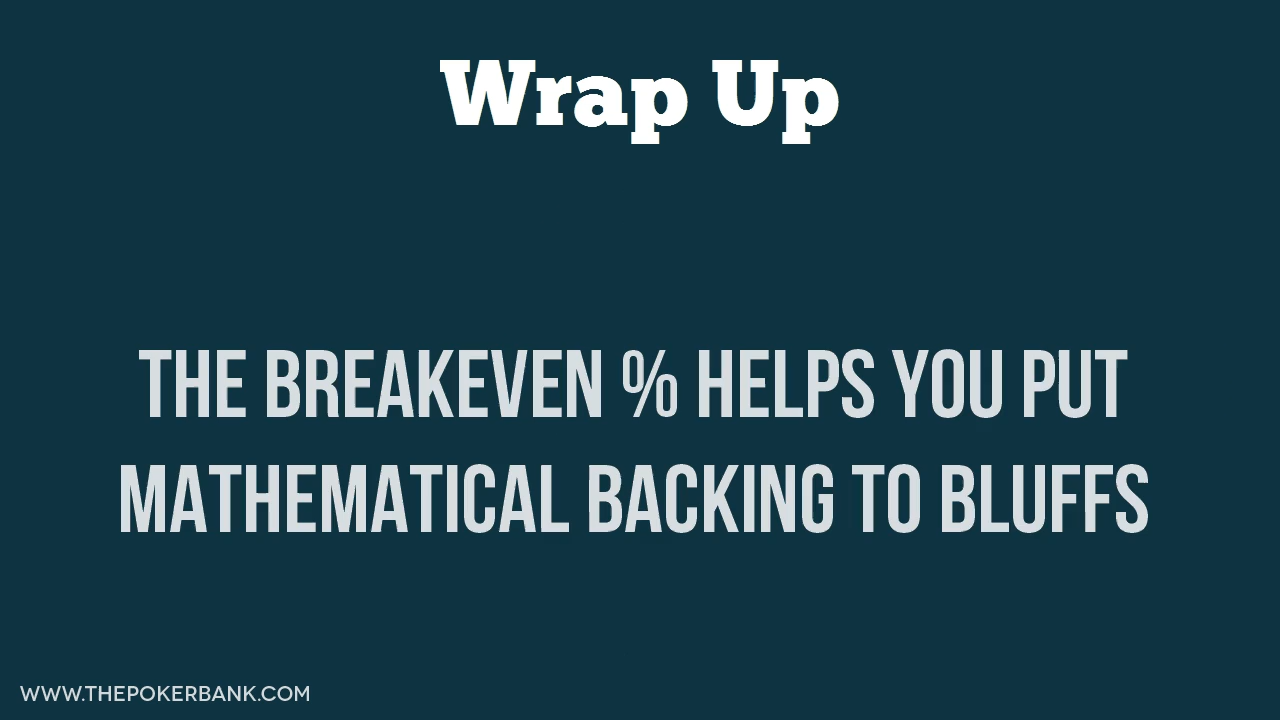 Wrap Up
THE BREAKEVEN % HELPS YOU PUT
MATHEMATICAL BACKING TO BLUFFS
WWW.THEPOKERBANK.COM